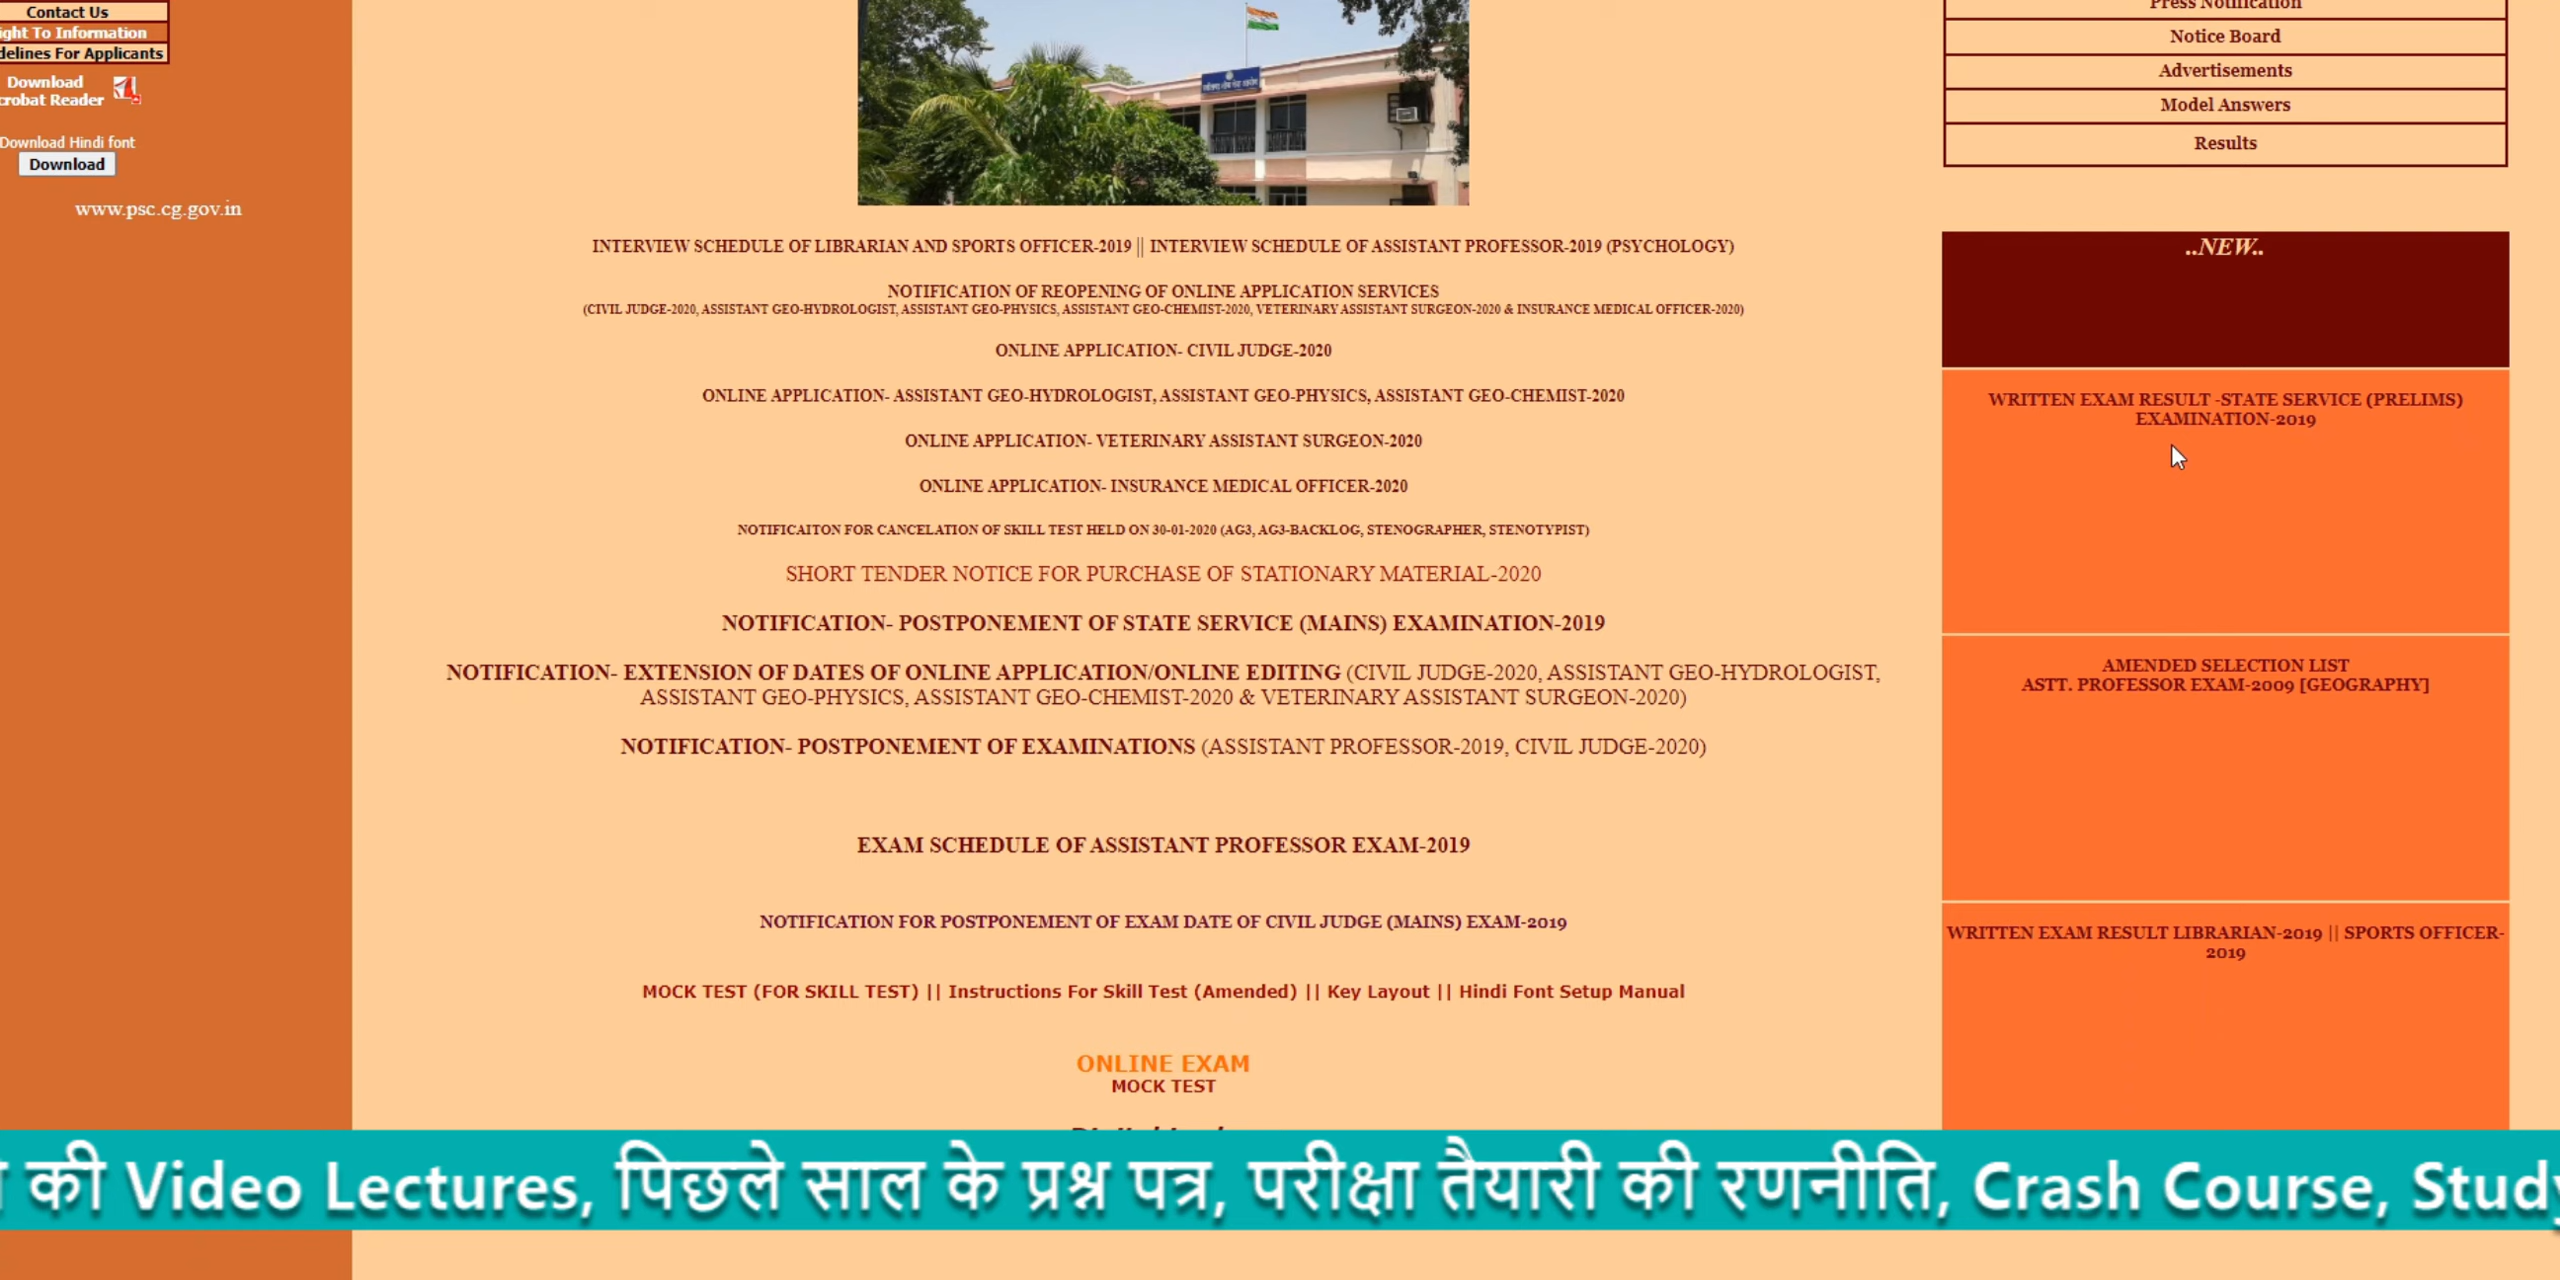 Contact Us
ght To Information
delines For Applicants
Download
crobat Reader
Download Hindi font
Download
www.psc.cg.gov.in
INTERVIEW SCHEDULE OF LIBRARIAN AND SPORTS OFFICER-2019 || INTERVIEW SCHEDULE OF ASSISTANT PROFESSOR-2019 (PSYCHOLOGY)
NOTIFICATION OF REOPENING OF ONLINE APPLICATION SERVICES
(CIVIL JUDGE-2020, ASSISTANT GEO-HYDROLOGIST, ASSISTANT GEO-PHYSICS, ASSISTANT GEO-CHEMIST-2020, VETERINARY ASSISTANT SURGEON-2020 & INSURANCE MEDICAL OFFICER-2020)
ONLINE APPLICATION- CIVIL JUDGE-2020
ONLINE APPLICATION- ASSISTANT GEO-HYDROLOGIST, ASSISTANT GEO-PHYSICS, ASSISTANT GEO-CHEMIST-2020
ONLINE APPLICATION- VETERINARY ASSISTANT SURGEON-2020
ONLINE APPLICATION- INSURANCE MEDICAL OFFICER-2020
NOTIFICAITON FOR CANCELATION OF SKILL TEST HELD ON 30-01-2020 (AG3, AG3-BACKLOG, STENOGRAPHER, STENOTYPIST)
SHORT TENDER NOTICE FOR PURCHASE OF STATIONARY MATERIAL-2020
NOTIFICATION- POSTPONEMENT OF STATE SERVICE (MAINS) EXAMINATION-2019
NOTIFICATION- EXTENSION OF DATES OF ONLINE APPLICATION/ONLINE EDITING (CIVIL JUDGE-2020, ASSISTANT GEO-HYDROLOGIST,
ASSISTANT GEO-PHYSICS, ASSISTANT GEO-CHEMIST-2020 & VETERINARY ASSISTANT SURGEON-2020)
NOTIFICATION- POSTPONEMENT OF EXAMINATIONS (ASSISTANT PROFESSOR-2019, CIVIL JUDGE-2020)
EXAM SCHEDULE OF ASSISTANT PROFESSOR EXAM-2019
NOTIFICATION FOR POSTPONEMENT OF EXAM DATE OF CIVIL JUDGE (MAINS) EXAM-2019
MOCK TEST (FOR SKILL TEST) || Instructions For Skill Test (Amended) || Key Layout || Hindi Font Setup Manual
ONLINE EXAM
MOCK TEST
Press Notification
Notice Board
Advertisements
Model Answers
Results
..NEW..
WRITTEN EXAM RESULT -STATE SERVICE (PRELIMS)
EXAMINATION-2019
AMENDED SELECTION LIST
ASTT. PROFESSOR EXAM-2009 [GEOGRAPHY]
WRITTEN EXAM RESULT LIBRARIAN-2019 || SPORTS OFFICER-
2019
की Video Lectures, पिछले साल के प्रश्न पत्र, परीक्षा तैयारी की रणनीति, Crash Course, Study